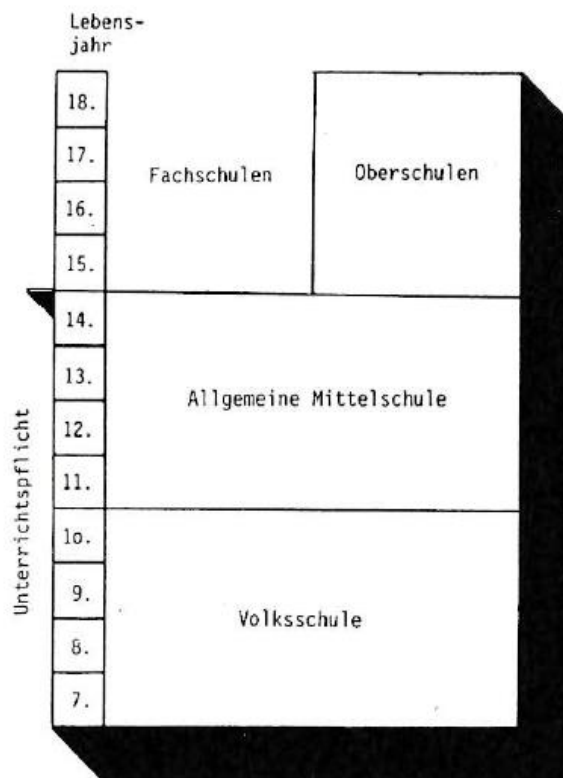 Lebens-
jahr
18.
17.
16.
15.
14.
13.
12.
11.
1o.
9.
8.
7.
Fachschulen
Oberschulen
Allgemeine Mittelschule
Volksschule
Unterrichtspflicht